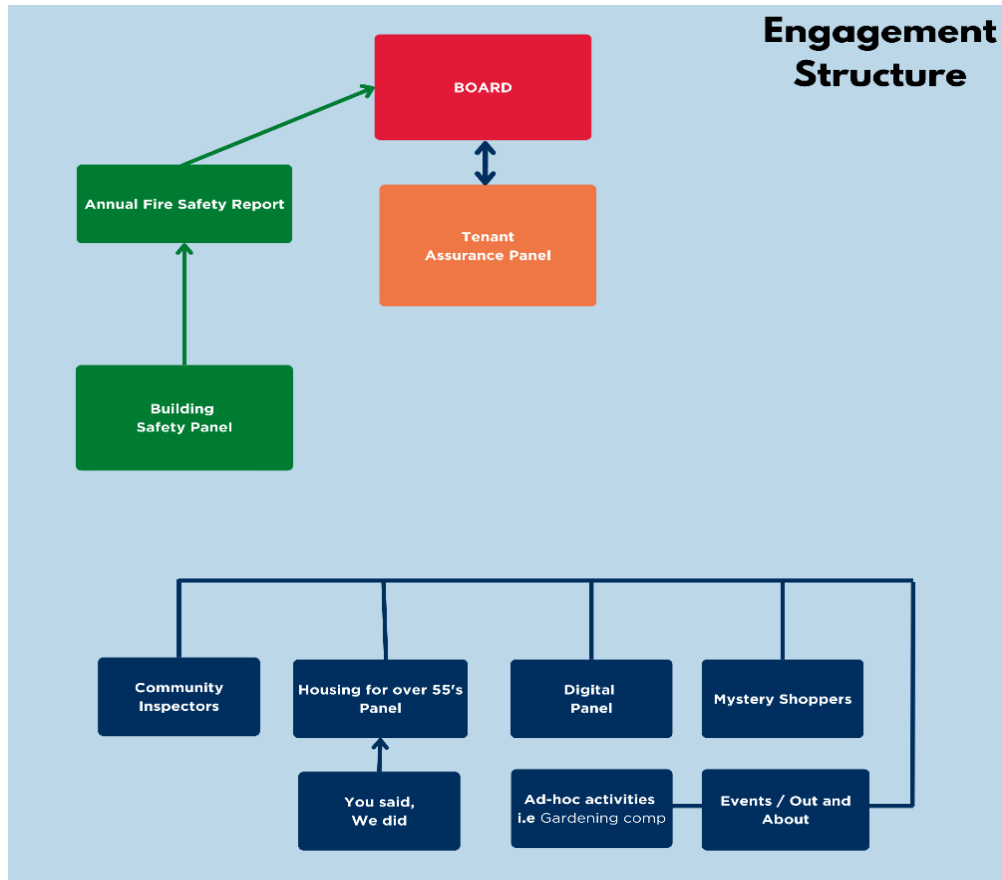 Engagement
Structure
BOARD
Annual Fire Safety Report
Tenant
Assurance Panel
Building
Safety Panel
Community
Inspectors
Housing for over 55's
Panel
Digital
Panel
Mystery Shoppers
You said,
We did
Ad-hoc activities
i.e Gardening comp
Events / Out and
About